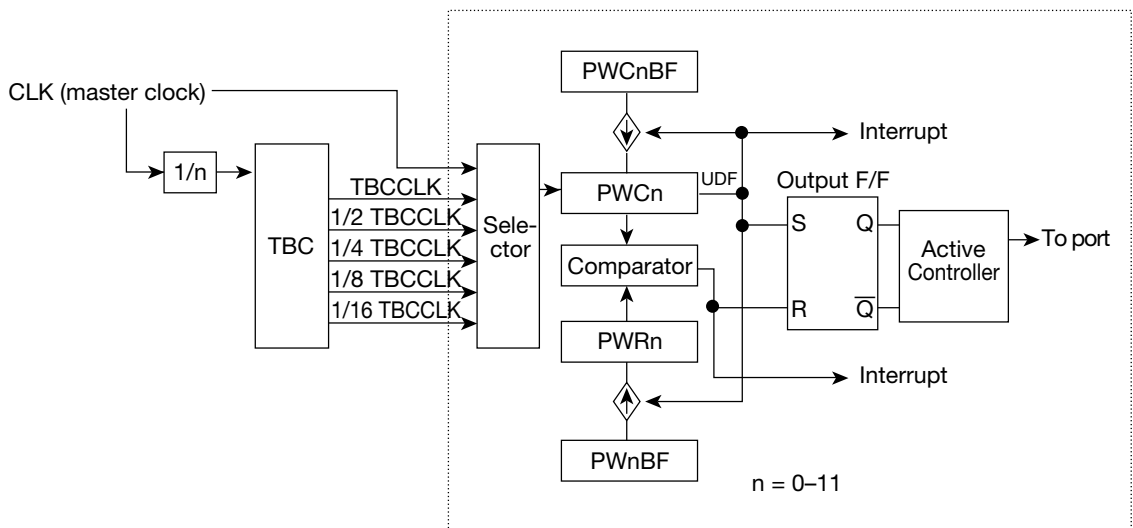 PWCnBF
CLK (master clock)
Interrupt
1/n
TBC
TBCCLK
1/2 TBCCLK
1/4 TBCCLK
1/8 TBCCLK
1/16 TBCCLK
Sele-
ctor
PWCn
UDF
Output F/F
Comparator
S
Q
R
Q̅
Active
Controller
To port
PWRn
Interrupt
PWnBF
n = 0–11